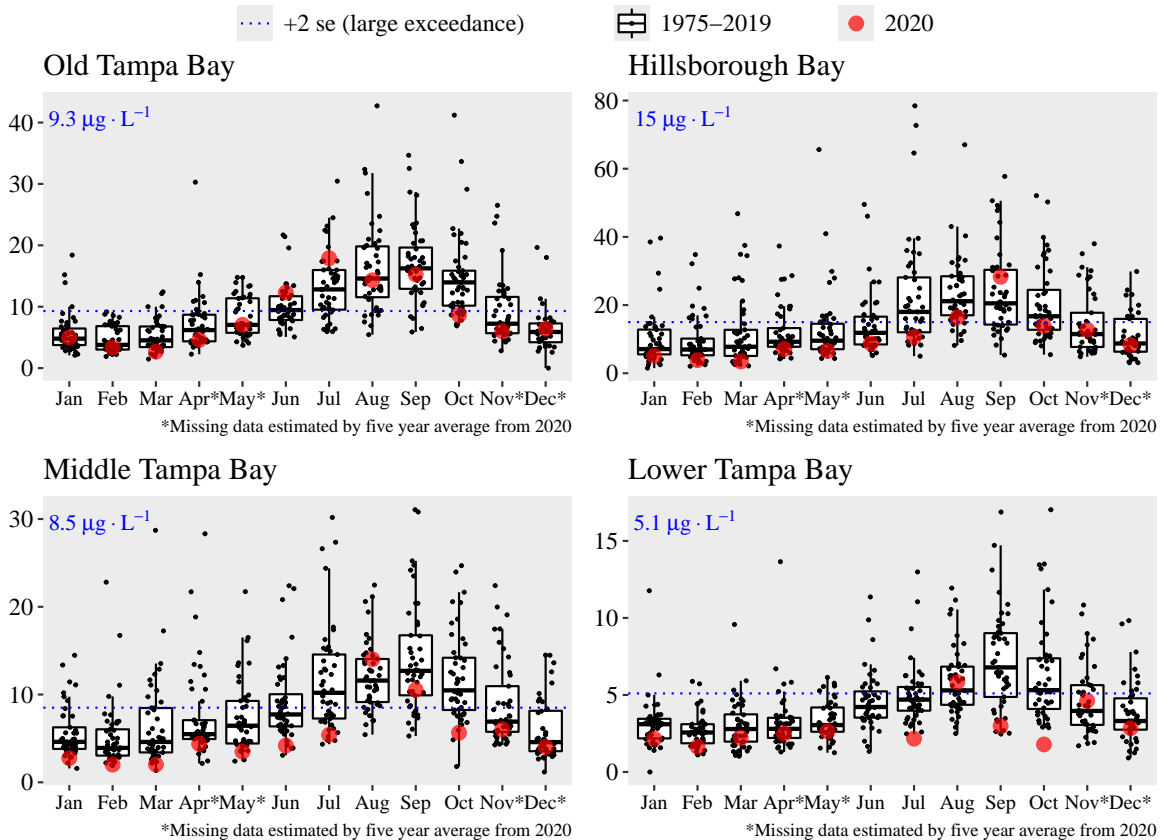 +2 se (large exceedance) 1975−2019 2020
Old Tampa Bay
9.3 μg · L−1
40
30
20
10
0
Jan Feb Mar Apr* May* Jun Jul Aug Sep Oct Nov* Dec*
*Missing data estimated by five year average from 2020
Hillsborough Bay
15 μg · L−1
80
60
40
20
0
Jan Feb Mar Apr* May* Jun Jul Aug Sep Oct Nov* Dec*
*Missing data estimated by five year average from 2020
Middle Tampa Bay
8.5 μg · L−1
30
20
10
0
Jan Feb Mar Apr* May* Jun Jul Aug Sep Oct Nov* Dec*
*Missing data estimated by five year average from 2020
Lower Tampa Bay
5.1 μg · L−1
15
10
5
0
Jan Feb Mar Apr* May* Jun Jul Aug Sep Oct Nov* Dec*
*Missing data estimated by five year average from 2020